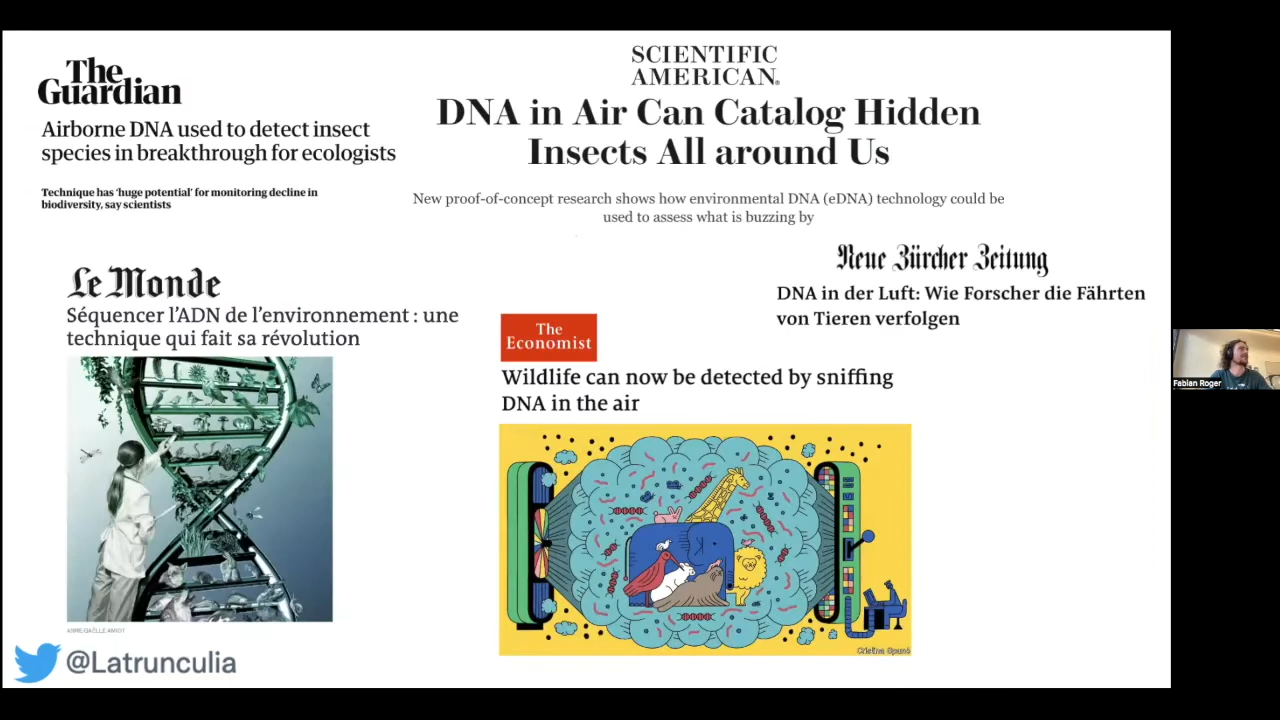 The
Guardian
Airborne DNA used to detect insect
species in breakthrough for ecologists
Technique has ‘huge potential’ for monitoring decline in
biodiversity, say scientists
SCIENTIFIC
AMERICAN®
DNA in Air Can Catalog Hidden
Insects All around Us
New proof-of-concept research shows how environmental DNA (eDNA) technology could be
used to assess what is buzzing by
Le Monde
Séquencer l’ADN de l’environnement : une
technique qui fait sa révolution
ANNE-GAËLLE AMIOT
Neue Zürcher Zeitung
DNA in der Luft: Wie Forscher die Fährten
von Tieren verfolgen
The
Economist
Wildlife can now be detected by sniffing
DNA in the air
Cristina Spanò
@Latrunculia
Fabian Roger